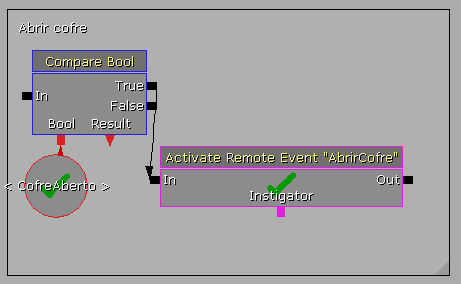 Abrir cofre
Compare Bool
In
True
False
Bool
Result
< CofreAberto >
Activate Remote Event "AbrirCofre"
In
Out
Instigator